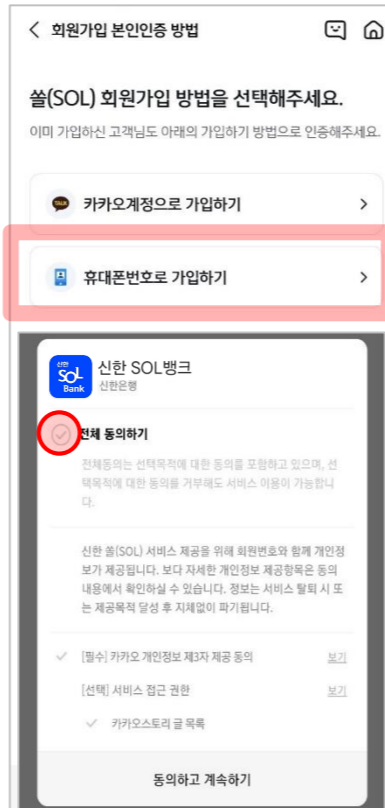 회원가입 본인인증 방법
쏠(SOL) 회원가입 방법을 선택해주세요.
이미 가입하신 고객님도 아래의 가입하기 방법으로 인증해주세요.
TALK
카카오계정으로 가입하기
휴대폰번호로 가입하기
신한
SOL
Bank
신한 SOL뱅크
신한은행
전체 동의하기
전체동의는 선택목적에 대한 동의를 포함하고 있으며, 선
택목적에 대한 동의를 거부해도 서비스 이용이 가능합니
다.
신한 쏠(SOL) 서비스 제공을 위해 회원번호와 함께 개인정
보가 제공됩니다. 보다 자세한 개인정보 제공항목은 동의
내용에서 확인하실 수 있습니다. 정보는 서비스 탈퇴 시 또
는 제공목적 달성 후 지체없이 파기됩니다.
[필수] 카카오 개인정보 제3자 제공 동의 보기
[선택] 서비스 접근 권한 보기
카카오스토리 글 목록
동의하고 계속하기